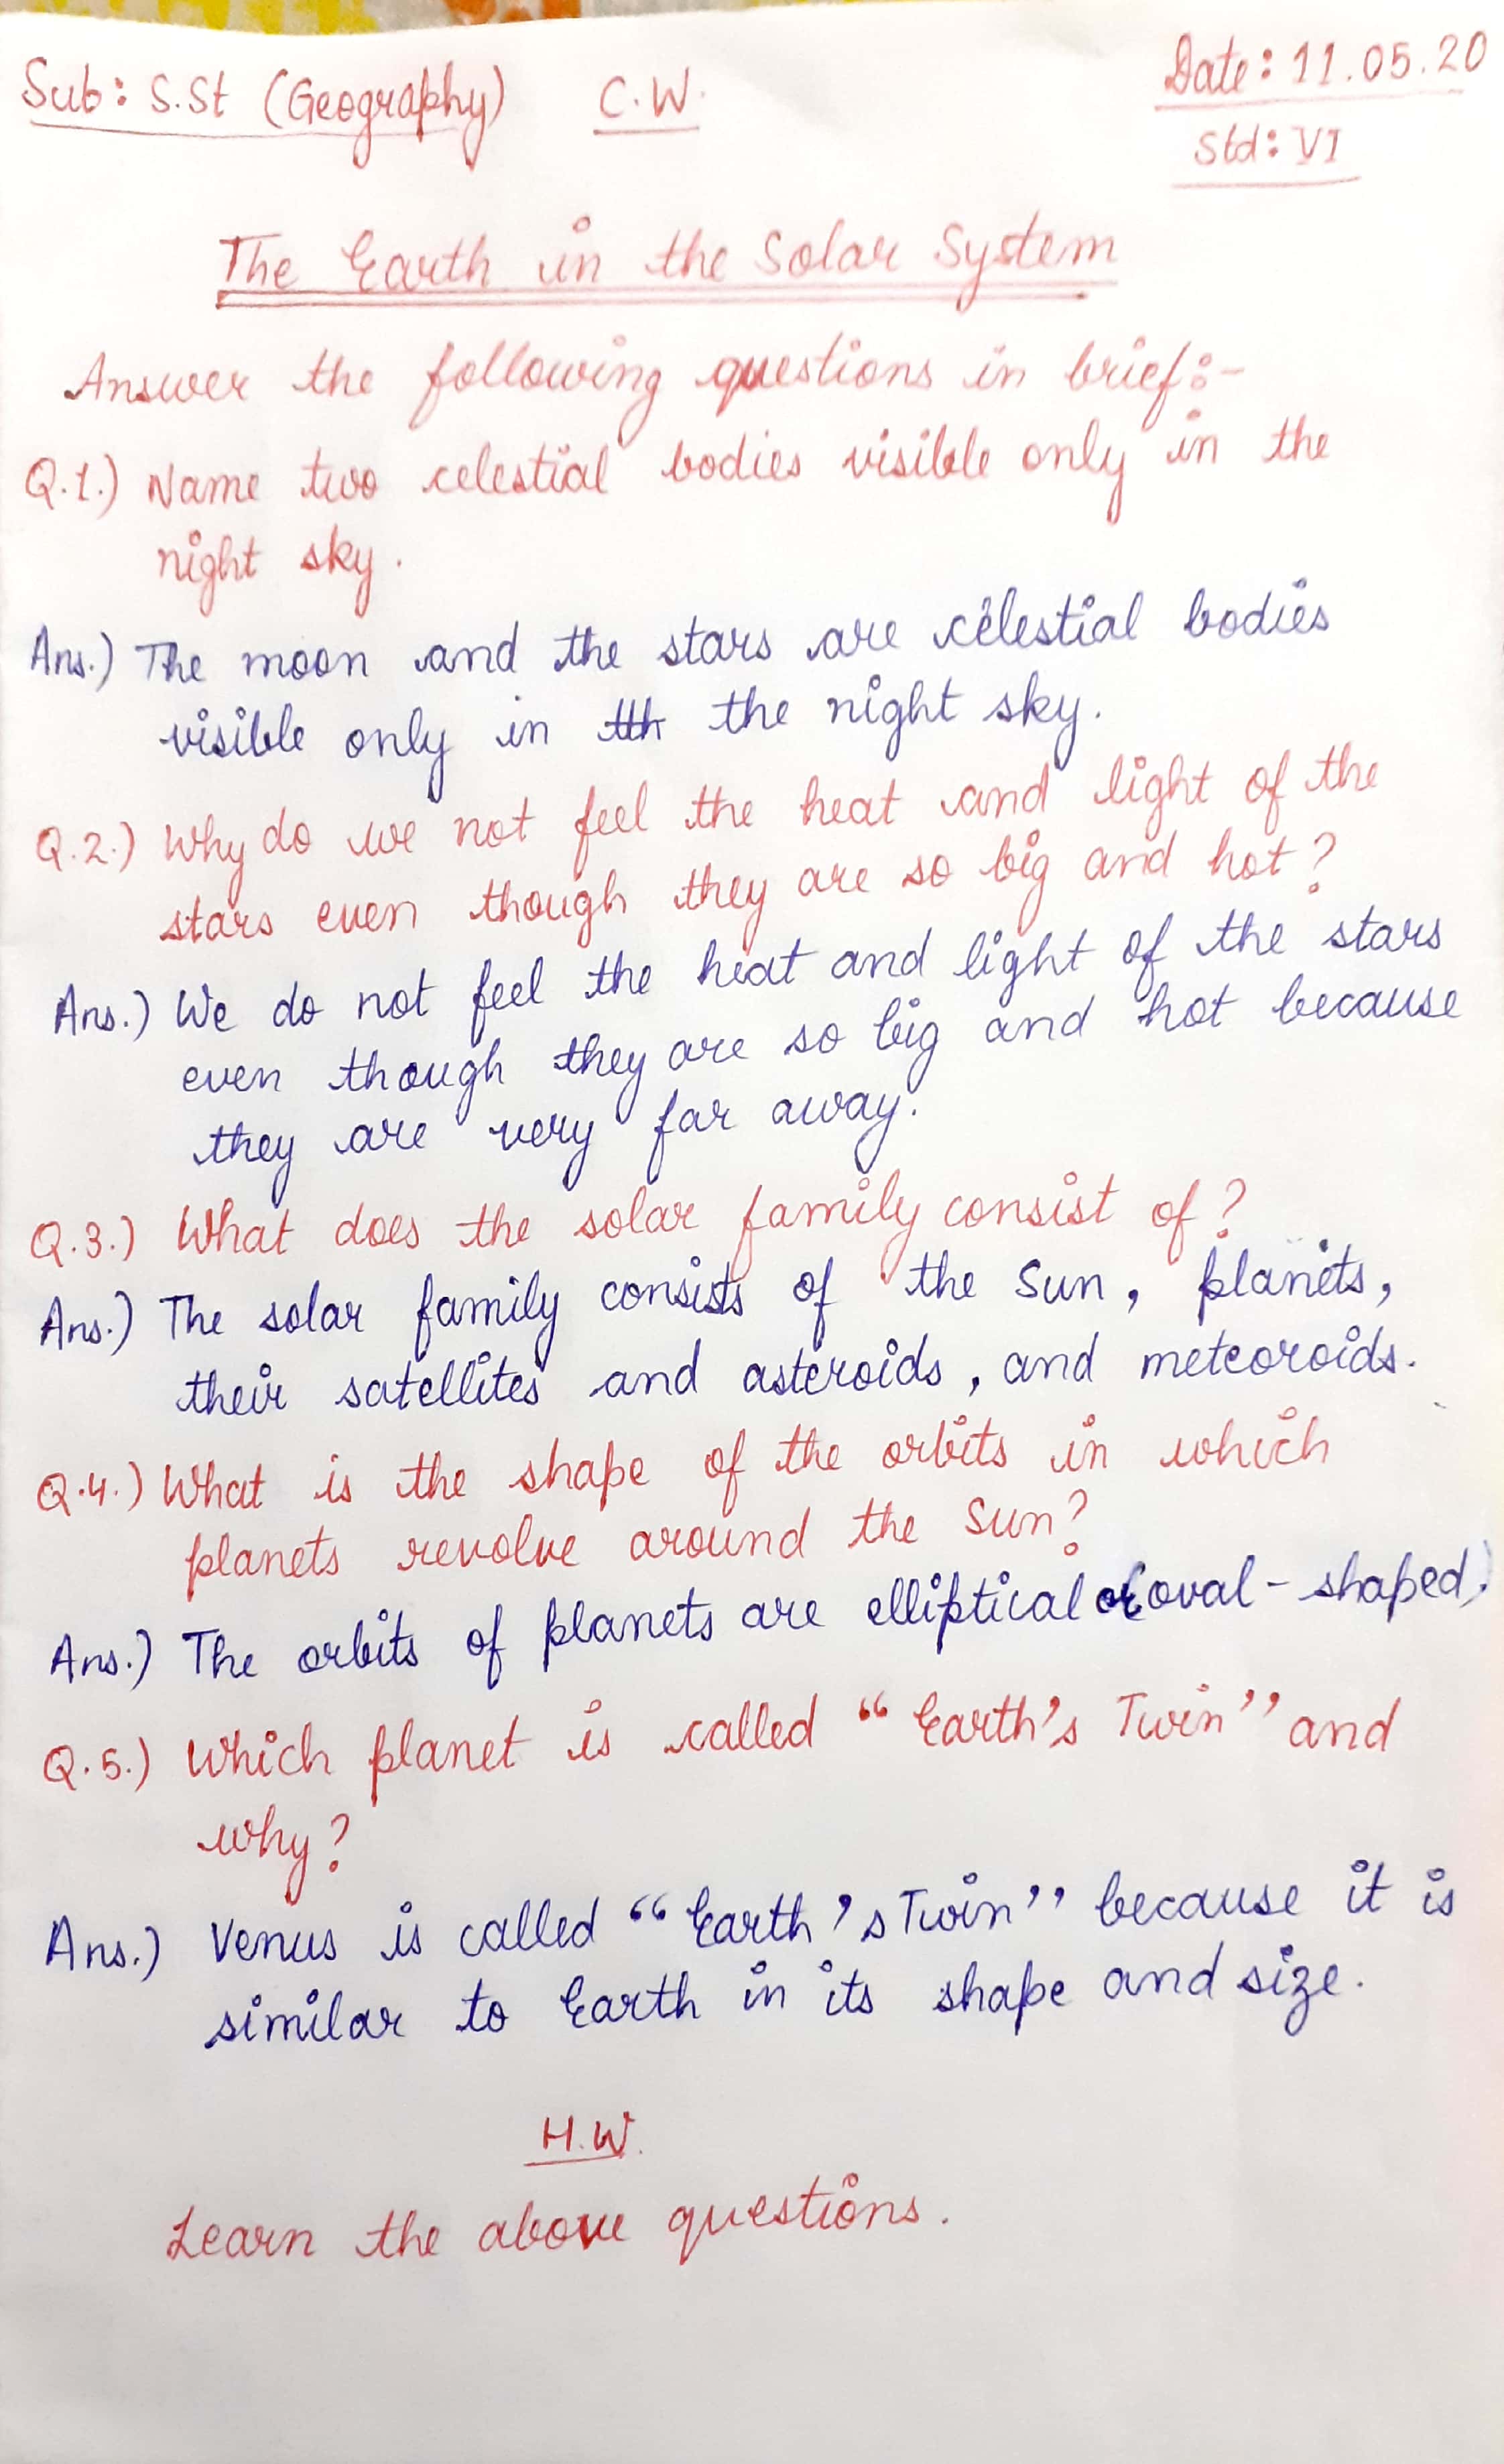 Sub: S.St (Geography) C.W. Date: 11.05.20
Std: VI
The Earth in the Solar System
Answer the following questions in brief:-
Q.1.) Name two celestial bodies visible only in the
night sky.
Ans.) The moon and the stars are celestial bodies
visible only in the night sky.
Q.2.) Why do we not feel the heat and light of the
stars even though they are so big and hot?
Ans.) We do not feel the heat and light of the stars
even though they are so big and hot because
they are very far away.
Q.3.) What does the solar family consist of?
Ans.) The solar family consists of the Sun, planets,
their satellites and asteroids, and meteoroids.
Q.4.) What is the shape of the orbits in which
planets revolve around the Sun?
Ans.) The orbits of planets are elliptical or oval-shaped.
Q.5.) Which planet is called "Earth's Twin" and
why?
Ans.) Venus is called "Earth's Twin" because it is
similar to Earth in its shape and size.
H.W.
Learn the above questions.